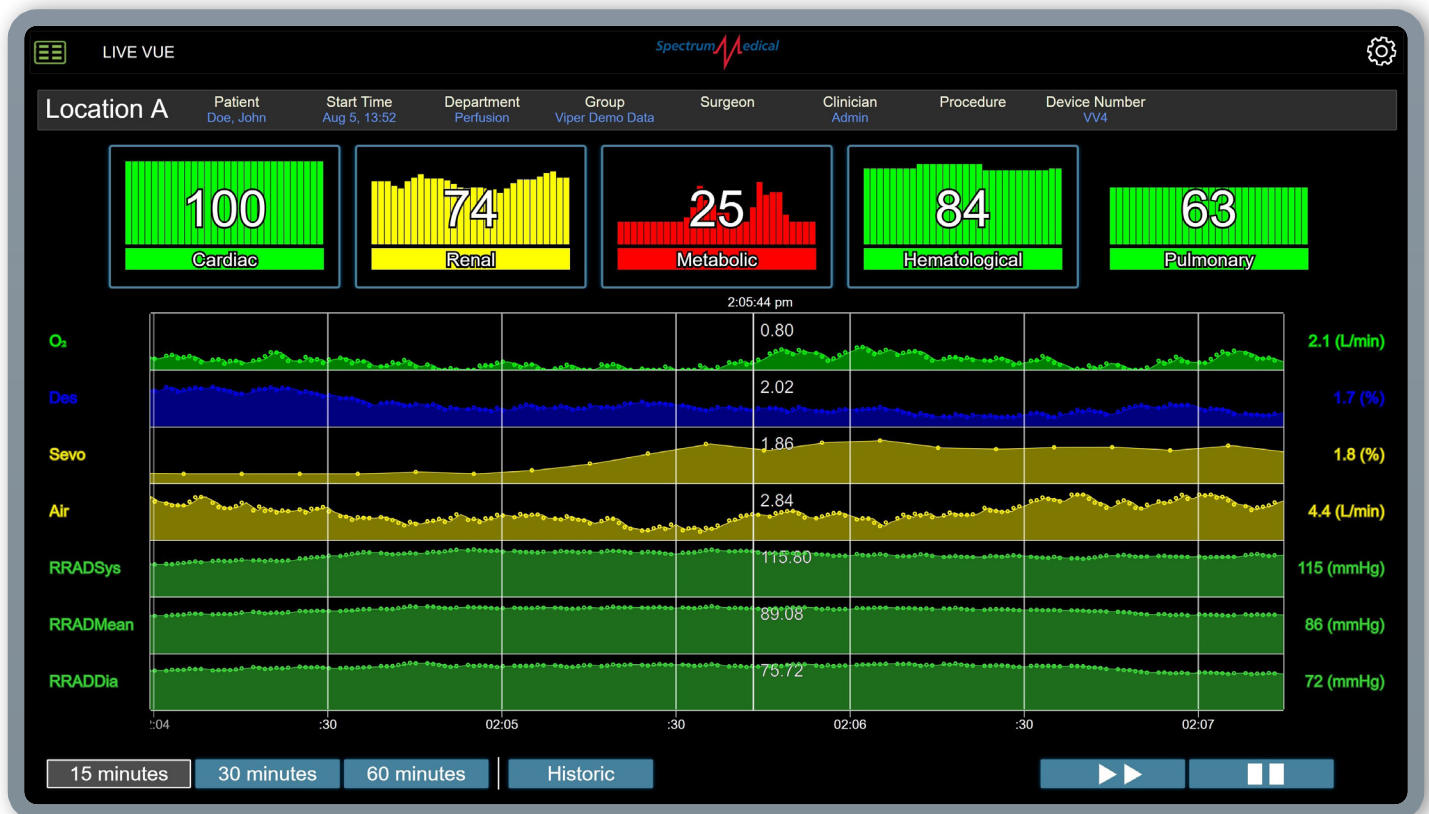 LIVE VUE
Spectrum Medical
Location A
Patient Start Time Department Group Surgeon Clinician Procedure Device Number
Doe, John Aug 5, 13:52 Perfusion Viper Demo Data Admin VV4
100 74 25 84 63
Cardiac Renal Metabolic Hematological Pulmonary
2:05:44 pm
O₂ 0.80 2.1 (L/min)
Des 2.02 1.7 (%)
Sevo 1.86 1.8 (%)
Air 2.84 4.4 (L/min)
RRADSys 115.80 115 (mmHg)
RRADMean 89.08 86 (mmHg)
RRADDia 75.72 72 (mmHg)
:04 :30 02:05 :30 02:06 :30 02:07
15 minutes 30 minutes 60 minutes Historic